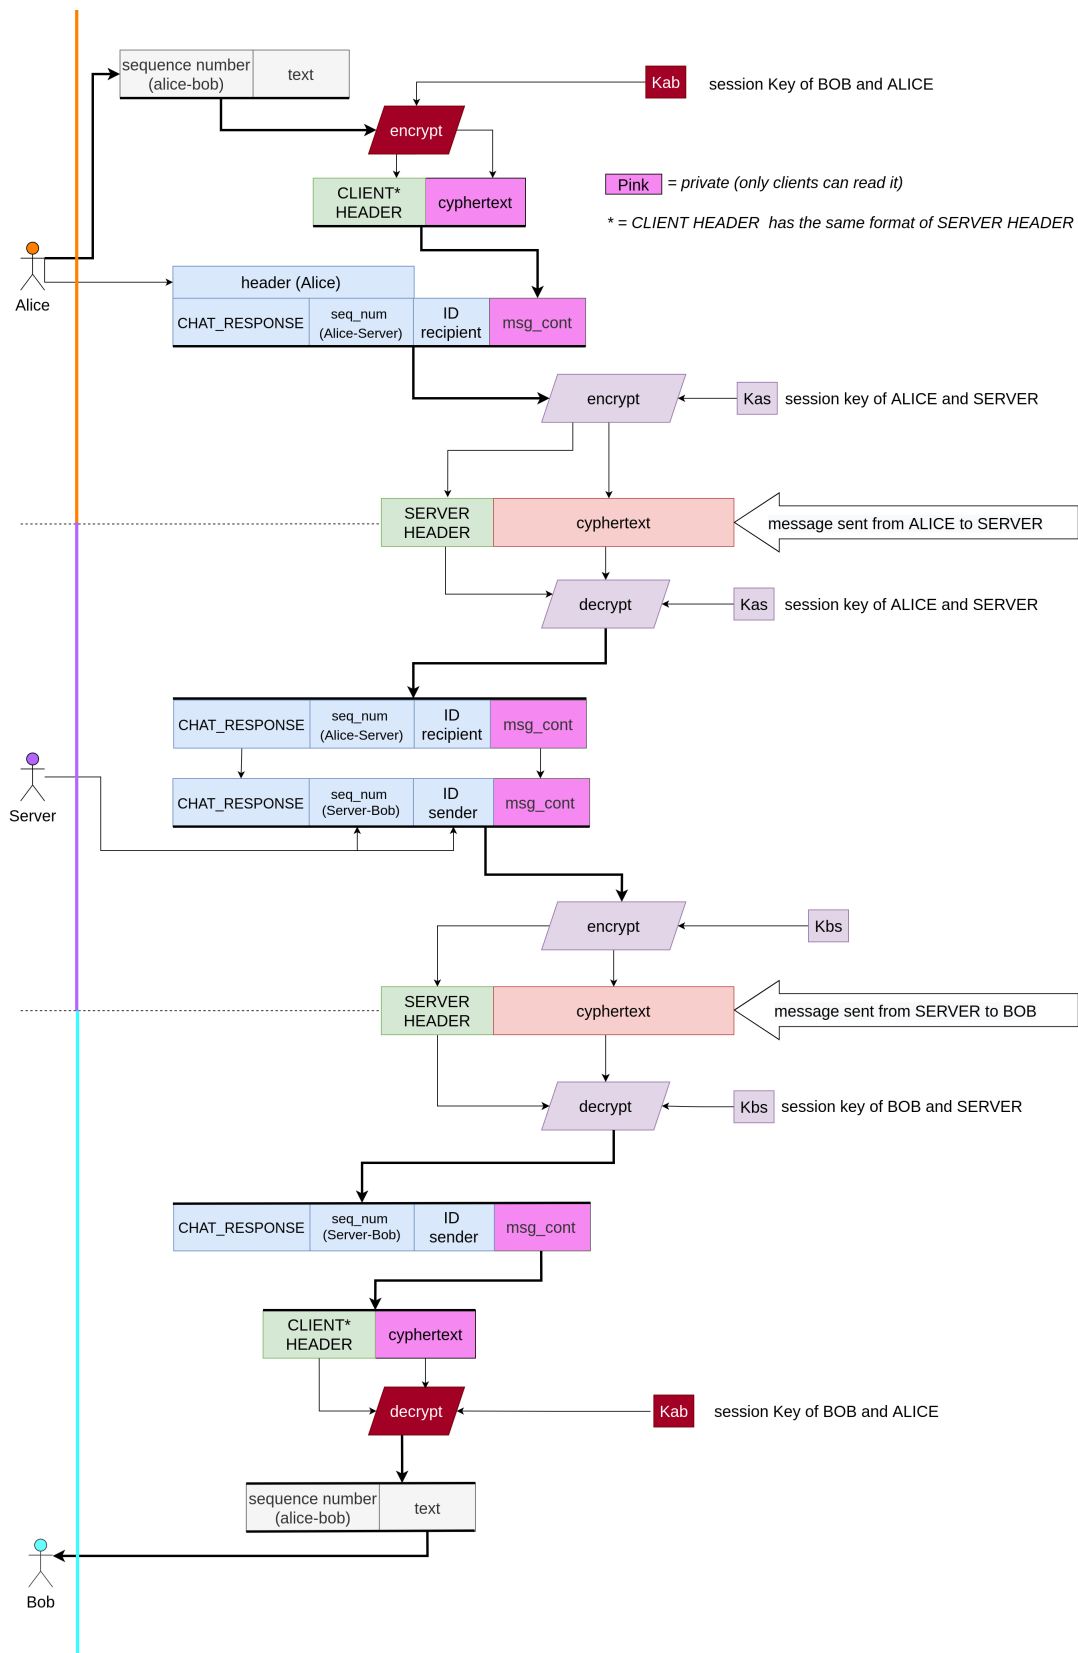 sequence number
(alice-bob)
text
Kab
session Key of BOB and ALICE
encrypt
CLIENT*
HEADER
cyphertext
Pink
= private (only clients can read it)
* = CLIENT HEADER  has the same format of SERVER HEADER
Alice
header (Alice)
CHAT_RESPONSE
seq_num
(Alice-Server)
ID
recipient
msg_cont
encrypt
Kas
session key of ALICE and SERVER
SERVER
HEADER
cyphertext
message sent from ALICE to SERVER
decrypt
Kas
session key of ALICE and SERVER
CHAT_RESPONSE
seq_num
(Alice-Server)
ID
recipient
msg_cont
Server
CHAT_RESPONSE
seq_num
(Server-Bob)
ID
sender
msg_cont
encrypt
Kbs
SERVER
HEADER
cyphertext
message sent from SERVER to BOB
decrypt
Kbs
session key of BOB and SERVER
CHAT_RESPONSE
seq_num
(Server-Bob)
ID
sender
msg_cont
CLIENT*
HEADER
cyphertext
decrypt
Kab
session Key of BOB and ALICE
sequence number
(alice-bob)
text
Bob